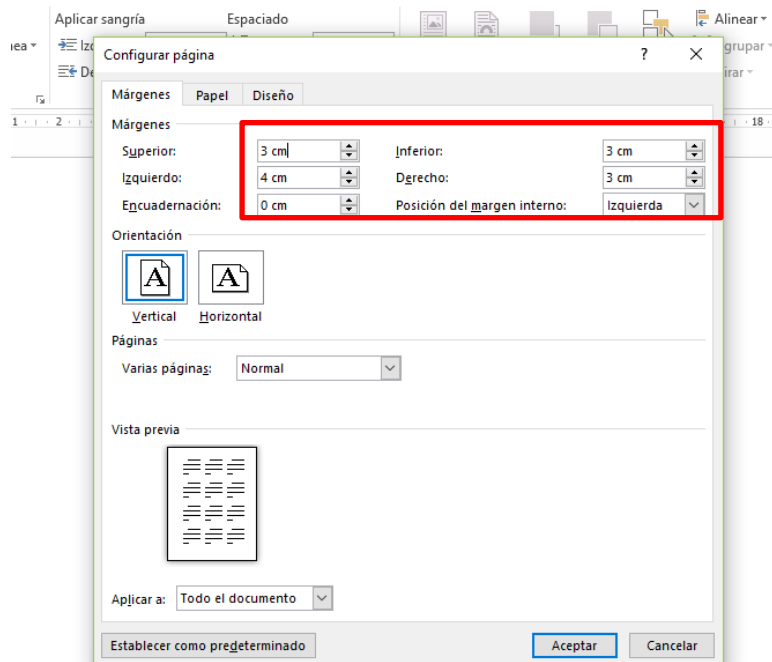 Aplicar sangría Espaciado Alinear
Configurar página ? 
Márgenes Papel Diseño
Márgenes
Superior: 3 cm Inferior: 3 cm
Izquierdo: 4 cm Derecho: 3 cm
Encuadernación: 0 cm Posición del margen interno: Izquierda
Orientación
A A
Vertical Horizontal
Páginas
Varias páginas: Normal
Vista previa
Aplicar a: Todo el documento
Establecer como predeterminado Aceptar Cancelar